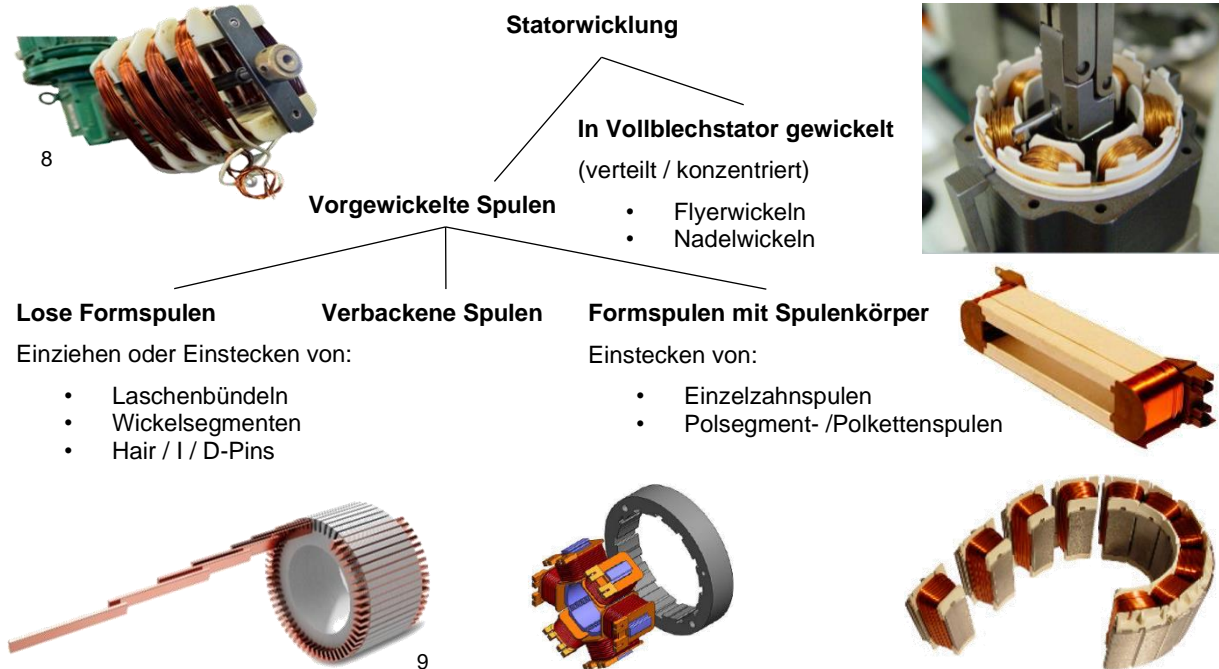 Statorwicklung
8
In Vollblechstator gewickelt
(verteilt / konzentriert)
• Flyerwickeln
• Nadelwickeln
Vorgewickelte Spulen
Lose Formspulen
Einziehen oder Einstecken von:
• Laschenbündeln
• Wickelsegmenten
• Hair / I / D-Pins
Verbackene Spulen
Formspulen mit Spulenkörper
Einstecken von:
• Einzelzahnspulen
• Polsegment- /Polkettenspulen
9